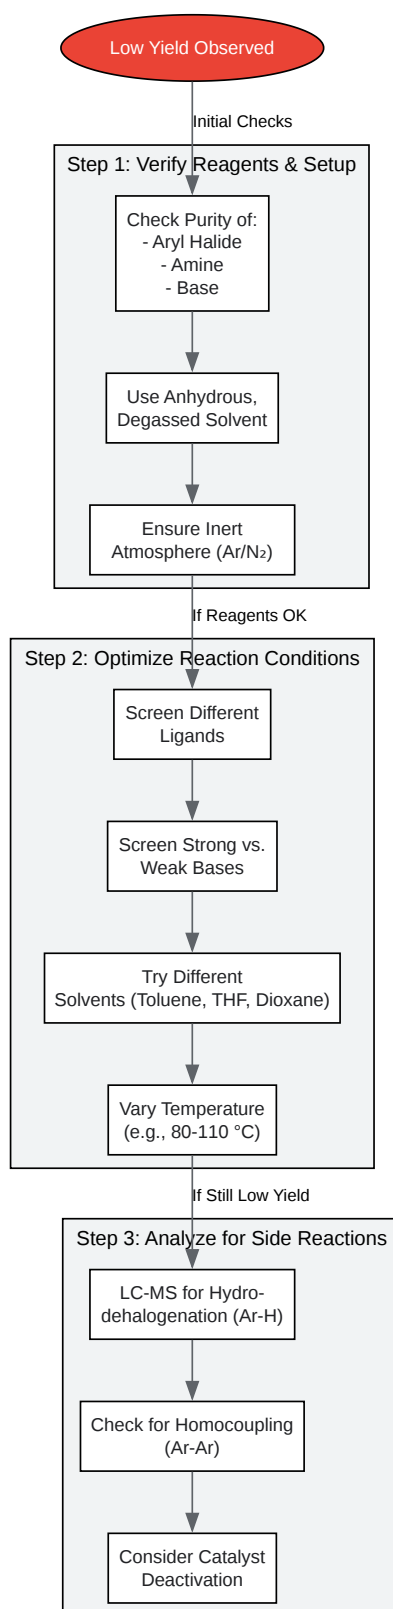 Low Yield Observed
Initial Checks
Step 1: Verify Reagents & Setup
Check Purity of:
- Aryl Halide
- Amine
- Base
Use Anhydrous,
Degassed Solvent
Ensure Inert
Atmosphere (Ar/N₂)
If Reagents OK
Step 2: Optimize Reaction Conditions
Screen Different
Ligands
Screen Strong vs.
Weak Bases
Try Different
Solvents (Toluene, THF, Dioxane)
Vary Temperature
(e.g., 80-110 °C)
If Still Low Yield
Step 3: Analyze for Side Reactions
LC-MS for Hydro-
dehalogenation (Ar-H)
Check for Homocoupling
(Ar-Ar)
Consider Catalyst
Deactivation